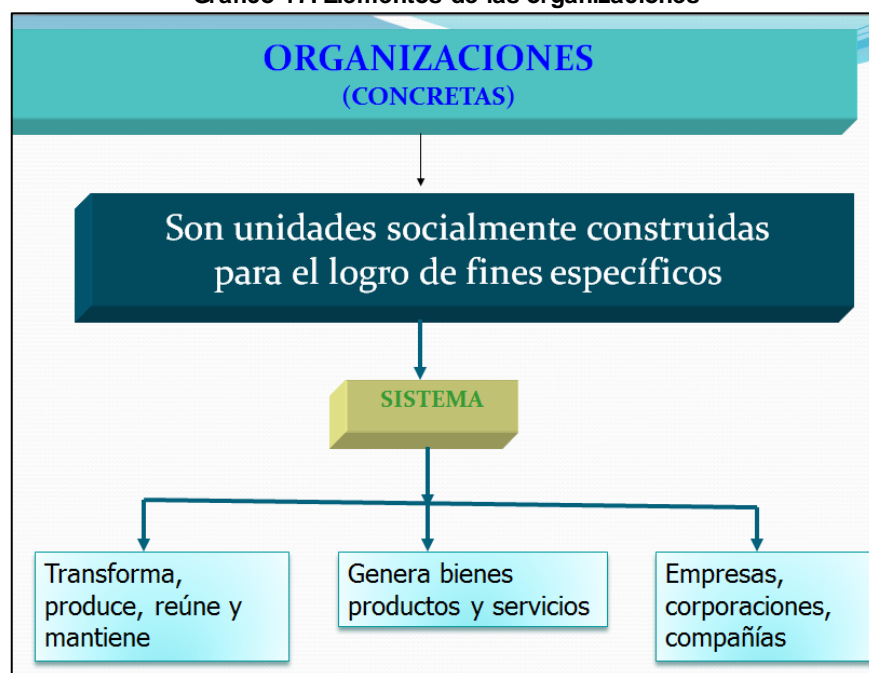 ORGANIZACIONES
(CONCRETAS)
Son unidades socialmente construidas
para el logro de fines específicos
SISTEMA
Transforma,
produce, reúne y
mantiene
Genera bienes
productos y servicios
Empresas,
corporaciones,
compañías